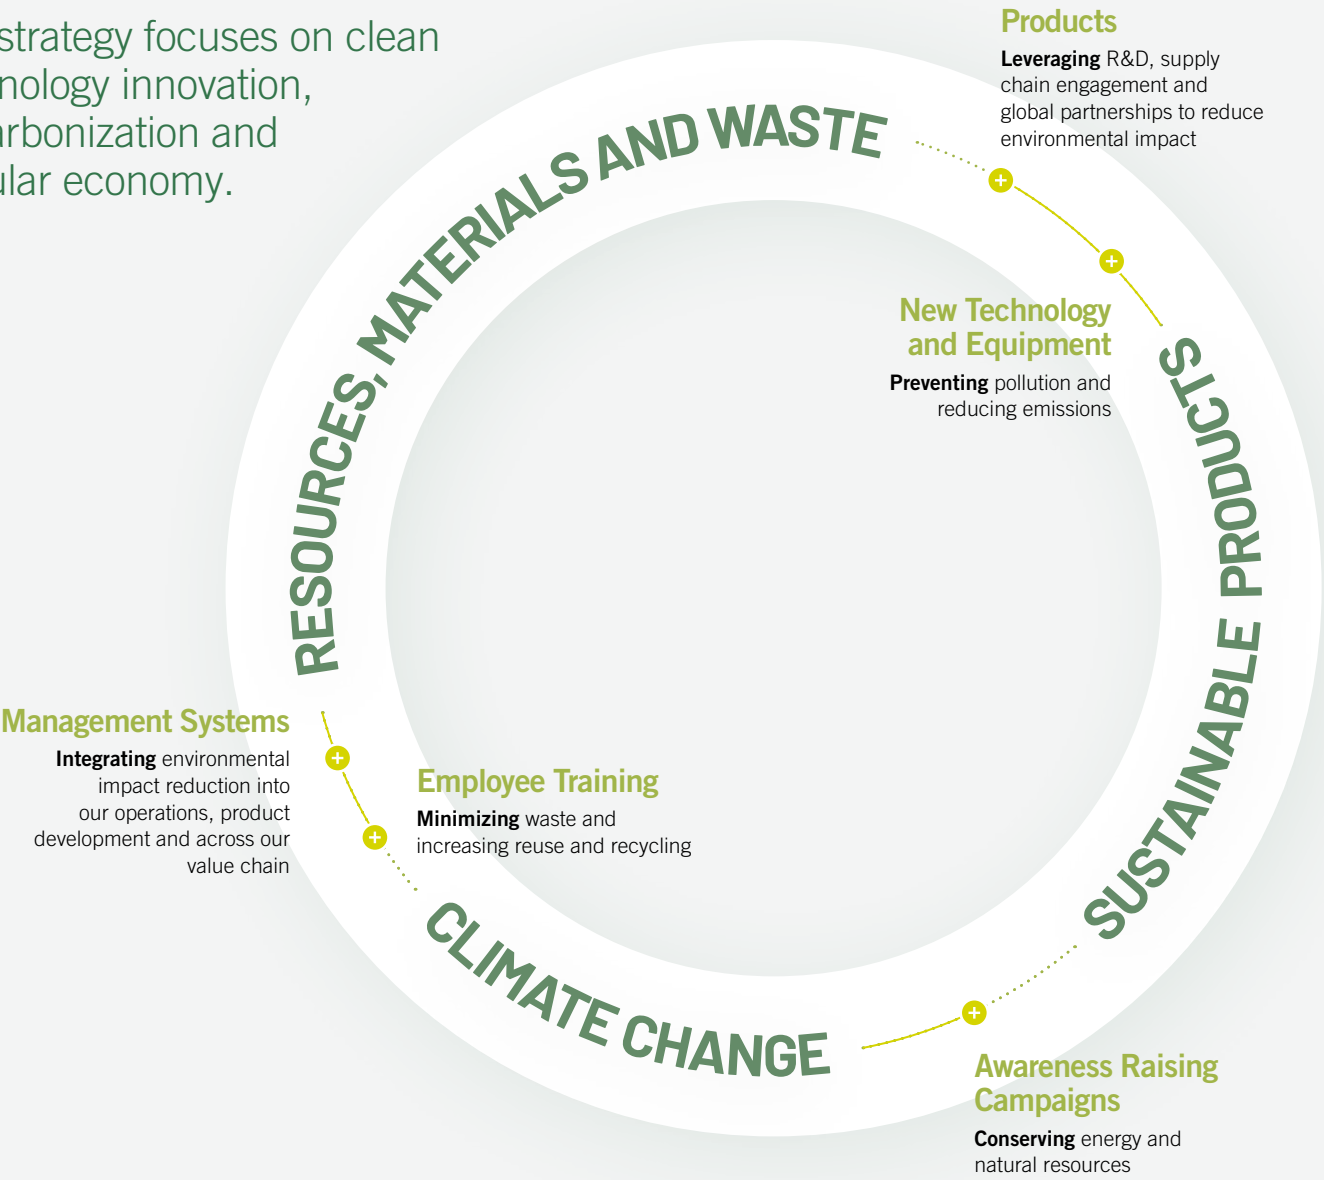 strategy focuses on clean
innovation,
and
economy.
Products
Leveraging R&D, supply
chain engagement and
global partnerships to reduce
environmental impact
RESOURCES, MATERIALS AND WASTE
New Technology
and Equipment
Preventing pollution and
reducing emissions
SUSTAINABLE PRODUCTS
Management Systems
Integrating environmental
impact reduction into
our operations, product
development and across our
value chain
Employee Training
Minimizing waste and
increasing reuse and recycling
CLIMATE CHANGE
Awareness Raising
Campaigns
Conserving energy and
natural resources